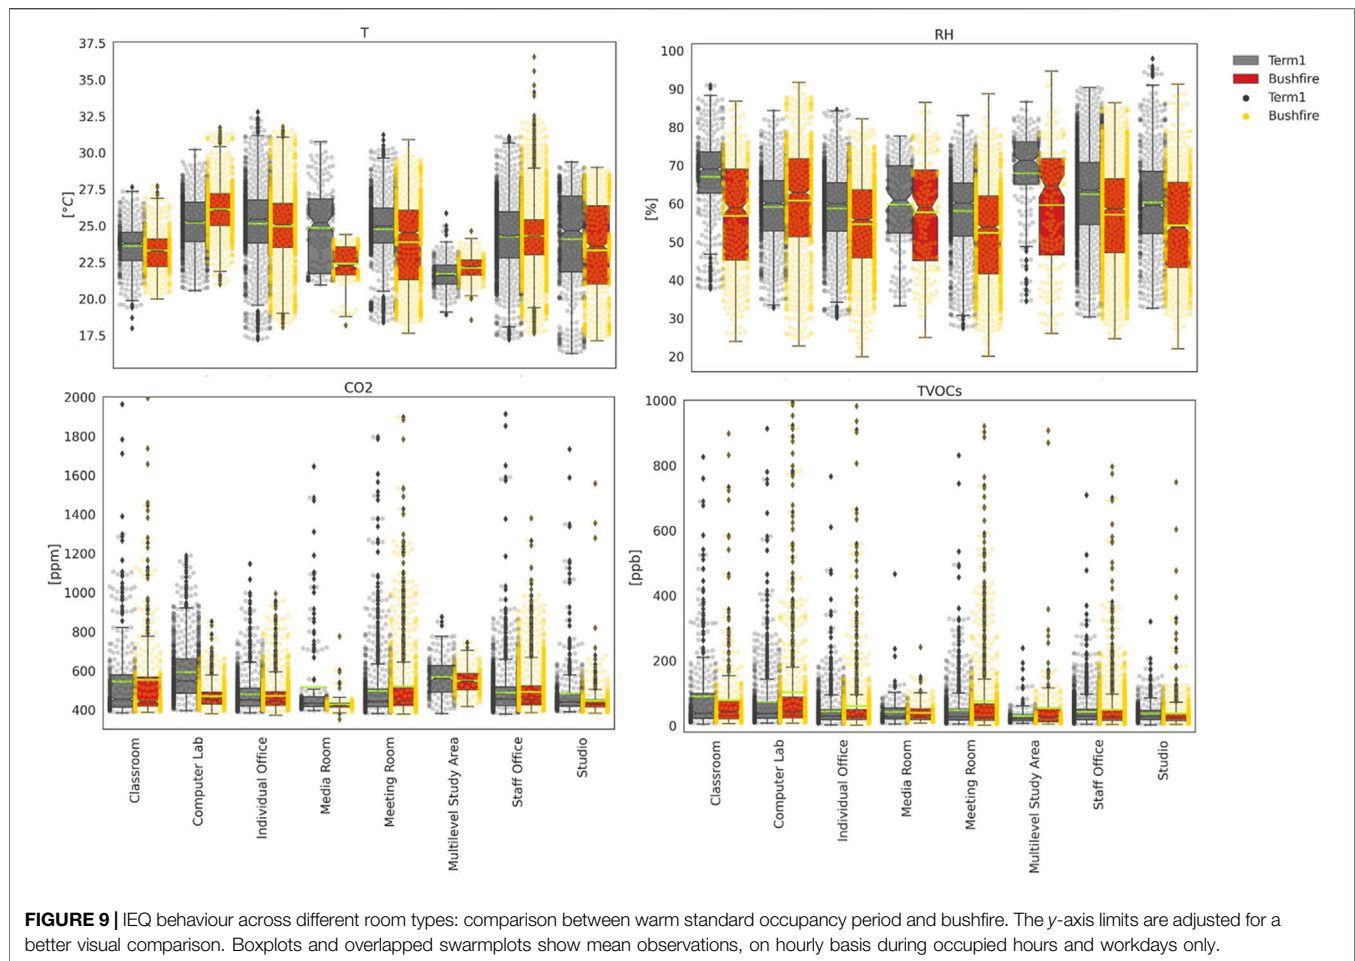 T
37.5
35.0
32.5
30.0
27.5
25.0
22.5
20.0
17.5
[°C]
RH
100
90
80
70
60
50
40
30
20
[%]
Term1
Bushfire
Term1
Bushfire
CO2
2000
1800
1600
1400
1200
1000
800
600
400
[ppm]
Classroom
Computer Lab
Individual Office
Media Room
Meeting Room
Multilevel Study Area
Staff Office
Studio
TVOCs
1000
800
600
400
200
0
[ppb]
Classroom
Computer Lab
Individual Office
Media Room
Meeting Room
Multilevel Study Area
Staff Office
Studio
FIGURE 9 | IEQ behaviour across different room types: comparison between warm standard occupancy period and bushfire. The y-axis limits are adjusted for a
better visual comparison. Boxplots and overlapped swarmplots show mean observations, on hourly basis during occupied hours and workdays only.